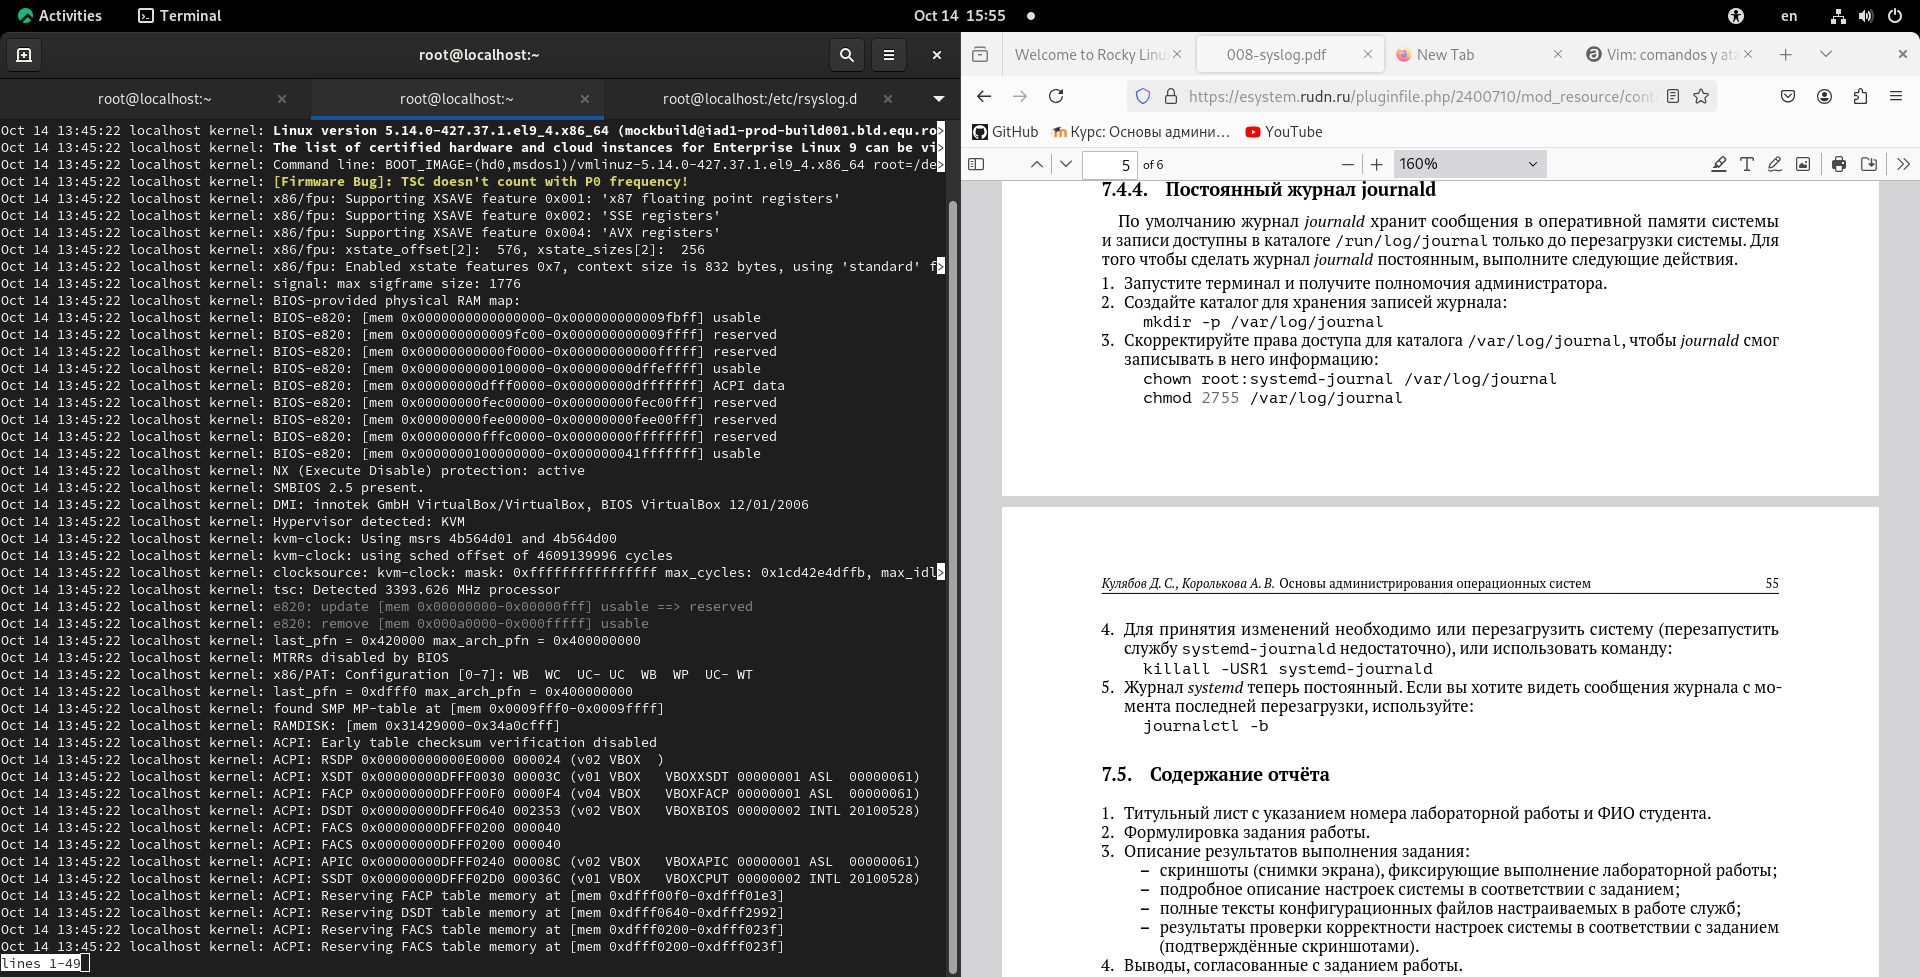 Activities
Terminal
Oct 14 15:55
en
root@localhost:~
root@localhost:~
root@localhost:~
root@localhost:/etc/rsyslog.d
Oct 14 13:45:22 localhost kernel: Linux version 5.14.0-427.37.1.el9_4.x86_64 (mockbuild@iad1-prod-build001.bld.equ.ro>
Oct 14 13:45:22 localhost kernel: The list of certified hardware and cloud instances for Enterprise Linux 9 can be vi>
Oct 14 13:45:22 localhost kernel: Command line: BOOT_IMAGE=(hd0,msdos1)/vmlinuz-5.14.0-427.37.1.el9_4.x86_64 root=/de>
Oct 14 13:45:22 localhost kernel: [Firmware Bug]: TSC doesn't count with P0 frequency!
Oct 14 13:45:22 localhost kernel: x86/fpu: Supporting XSAVE feature 0x001: 'x87 floating point registers'
Oct 14 13:45:22 localhost kernel: x86/fpu: Supporting XSAVE feature 0x002: 'SSE registers'
Oct 14 13:45:22 localhost kernel: x86/fpu: Supporting XSAVE feature 0x004: 'AVX registers'
Oct 14 13:45:22 localhost kernel: x86/fpu: xstate_offset[2]:  576, xstate_sizes[2]:  256
Oct 14 13:45:22 localhost kernel: x86/fpu: Enabled xstate features 0x7, context size is 832 bytes, using 'standard' f>
Oct 14 13:45:22 localhost kernel: signal: max sigframe size: 1776
Oct 14 13:45:22 localhost kernel: BIOS-provided physical RAM map:
Oct 14 13:45:22 localhost kernel: BIOS-e820: [mem 0x0000000000000000-0x000000000009fbff] usable
Oct 14 13:45:22 localhost kernel: BIOS-e820: [mem 0x000000000009fc00-0x000000000009ffff] reserved
Oct 14 13:45:22 localhost kernel: BIOS-e820: [mem 0x00000000000f0000-0x00000000000fffff] reserved
Oct 14 13:45:22 localhost kernel: BIOS-e820: [mem 0x0000000000100000-0x00000000dffeffff] usable
Oct 14 13:45:22 localhost kernel: BIOS-e820: [mem 0x00000000dfff0000-0x00000000dfffffff] ACPI data
Oct 14 13:45:22 localhost kernel: BIOS-e820: [mem 0x00000000fec00000-0x00000000fec00fff] reserved
Oct 14 13:45:22 localhost kernel: BIOS-e820: [mem 0x00000000fee00000-0x00000000fee00fff] reserved
Oct 14 13:45:22 localhost kernel: BIOS-e820: [mem 0x00000000fffc0000-0x00000000ffffffff] reserved
Oct 14 13:45:22 localhost kernel: BIOS-e820: [mem 0x0000000100000000-0x000000041fffffff] usable
Oct 14 13:45:22 localhost kernel: NX (Execute Disable) protection: active
Oct 14 13:45:22 localhost kernel: SMBIOS 2.5 present.
Oct 14 13:45:22 localhost kernel: DMI: innotek GmbH VirtualBox/VirtualBox, BIOS VirtualBox 12/01/2006
Oct 14 13:45:22 localhost kernel: Hypervisor detected: KVM
Oct 14 13:45:22 localhost kernel: kvm-clock: Using msrs 4b564d01 and 4b564d00
Oct 14 13:45:22 localhost kernel: kvm-clock: using sched offset of 4609139996 cycles
Oct 14 13:45:22 localhost kernel: clocksource: kvm-clock: mask: 0xffffffffffffffff max_cycles: 0x1cd42e4dffb, max_idl>
Oct 14 13:45:22 localhost kernel: tsc: Detected 3393.626 MHz processor
Oct 14 13:45:22 localhost kernel: e820: update [mem 0x00000000-0x00000fff] usable ==> reserved
Oct 14 13:45:22 localhost kernel: e820: remove [mem 0x000a0000-0x000fffff] usable
Oct 14 13:45:22 localhost kernel: last_pfn = 0x420000 max_arch_pfn = 0x400000000
Oct 14 13:45:22 localhost kernel: MTRRs disabled by BIOS
Oct 14 13:45:22 localhost kernel: x86/PAT: Configuration [0-7]: WB  WC  UC- UC  WB  WP  UC- WT
Oct 14 13:45:22 localhost kernel: last_pfn = 0xdfff0 max_arch_pfn = 0x400000000
Oct 14 13:45:22 localhost kernel: found SMP MP-table at [mem 0x0009fff0-0x0009ffff]
Oct 14 13:45:22 localhost kernel: RAMDISK: [mem 0x31429000-0x34a0cfff]
Oct 14 13:45:22 localhost kernel: ACPI: Early table checksum verification disabled
Oct 14 13:45:22 localhost kernel: ACPI: RSDP 0x00000000000E0000 000024 (v02 VBOX  )
Oct 14 13:45:22 localhost kernel: ACPI: XSDT 0x00000000DFFF0030 00003C (v01 VBOX   VBOXXSDT 00000001 ASL  00000061)
Oct 14 13:45:22 localhost kernel: ACPI: FACP 0x00000000DFFF00F0 0000F4 (v04 VBOX   VBOXFACP 00000001 ASL  00000061)
Oct 14 13:45:22 localhost kernel: ACPI: DSDT 0x00000000DFFF0640 002353 (v02 VBOX   VBOXBIOS 00000002 INTL 20100528)
Oct 14 13:45:22 localhost kernel: ACPI: FACS 0x00000000DFFF0200 000040
Oct 14 13:45:22 localhost kernel: ACPI: FACS 0x00000000DFFF0200 000040
Oct 14 13:45:22 localhost kernel: ACPI: APIC 0x00000000DFFF0240 00008C (v02 VBOX   VBOXAPIC 00000001 ASL  00000061)
Oct 14 13:45:22 localhost kernel: ACPI: SSDT 0x00000000DFFF02D0 00036C (v01 VBOX   VBOXCPUT 00000002 INTL 20100528)
Oct 14 13:45:22 localhost kernel: ACPI: Reserving FACP table memory at [mem 0xdfff00f0-0xdfff01e3]
Oct 14 13:45:22 localhost kernel: ACPI: Reserving DSDT table memory at [mem 0xdfff0640-0xdfff2992]
Oct 14 13:45:22 localhost kernel: ACPI: Reserving FACS table memory at [mem 0xdfff0200-0xdfff023f]
Oct 14 13:45:22 localhost kernel: ACPI: Reserving FACS table memory at [mem 0xdfff0200-0xdfff023f]
lines 1-49
Welcome to Rocky Linu
008-syslog.pdf
New Tab
Vim: comandos y ata
https://esystem.rudn.ru/pluginfile.php/2400710/mod_resource/cont
GitHub
Курс: Основы админи...
YouTube
5 of 6
160%
7.4.4. Постоянный журнал journald
По умолчанию журнал journald хранит сообщения в оперативной памяти системы
и записи доступны в каталоге /run/log/journal только до перезагрузки системы. Для
того чтобы сделать журнал journald постоянным, выполните следующие действия.
1. Запустите терминал и получите полномочия администратора.
2. Создайте каталог для хранения записей журнала:
mkdir -p /var/log/journal
3. Скорректируйте права доступа для каталога /var/log/journal, чтобы journald смог
записывать в него информацию:
chown root:systemd-journal /var/log/journal
chmod 2755 /var/log/journal
Кулябов Д. С., Королькова А. В. Основы администрирования операционных систем 55
4. Для принятия изменений необходимо или перезагрузить систему (перезапустить
службу systemd-journald недостаточно), или использовать команду:
killall -USR1 systemd-journald
5. Журнал systemd теперь постоянный. Если вы хотите видеть сообщения журнала с мо-
мента последней перезагрузки, используйте:
journalctl -b
7.5. Содержание отчёта
1. Титульный лист с указанием номера лабораторной работы и ФИО студента.
2. Формулировка задания работы.
3. Описание результатов выполнения задания:
– скриншоты (снимки экрана), фиксирующие выполнение лабораторной работы;
– подробное описание настроек системы в соответствии с заданием;
– полные тексты конфигурационных файлов настраиваемых в работе служб;
– результаты проверки корректности настроек системы в соответствии с заданием
(подтверждённые скриншотами).
4. Выводы, согласованные с заданием работы.